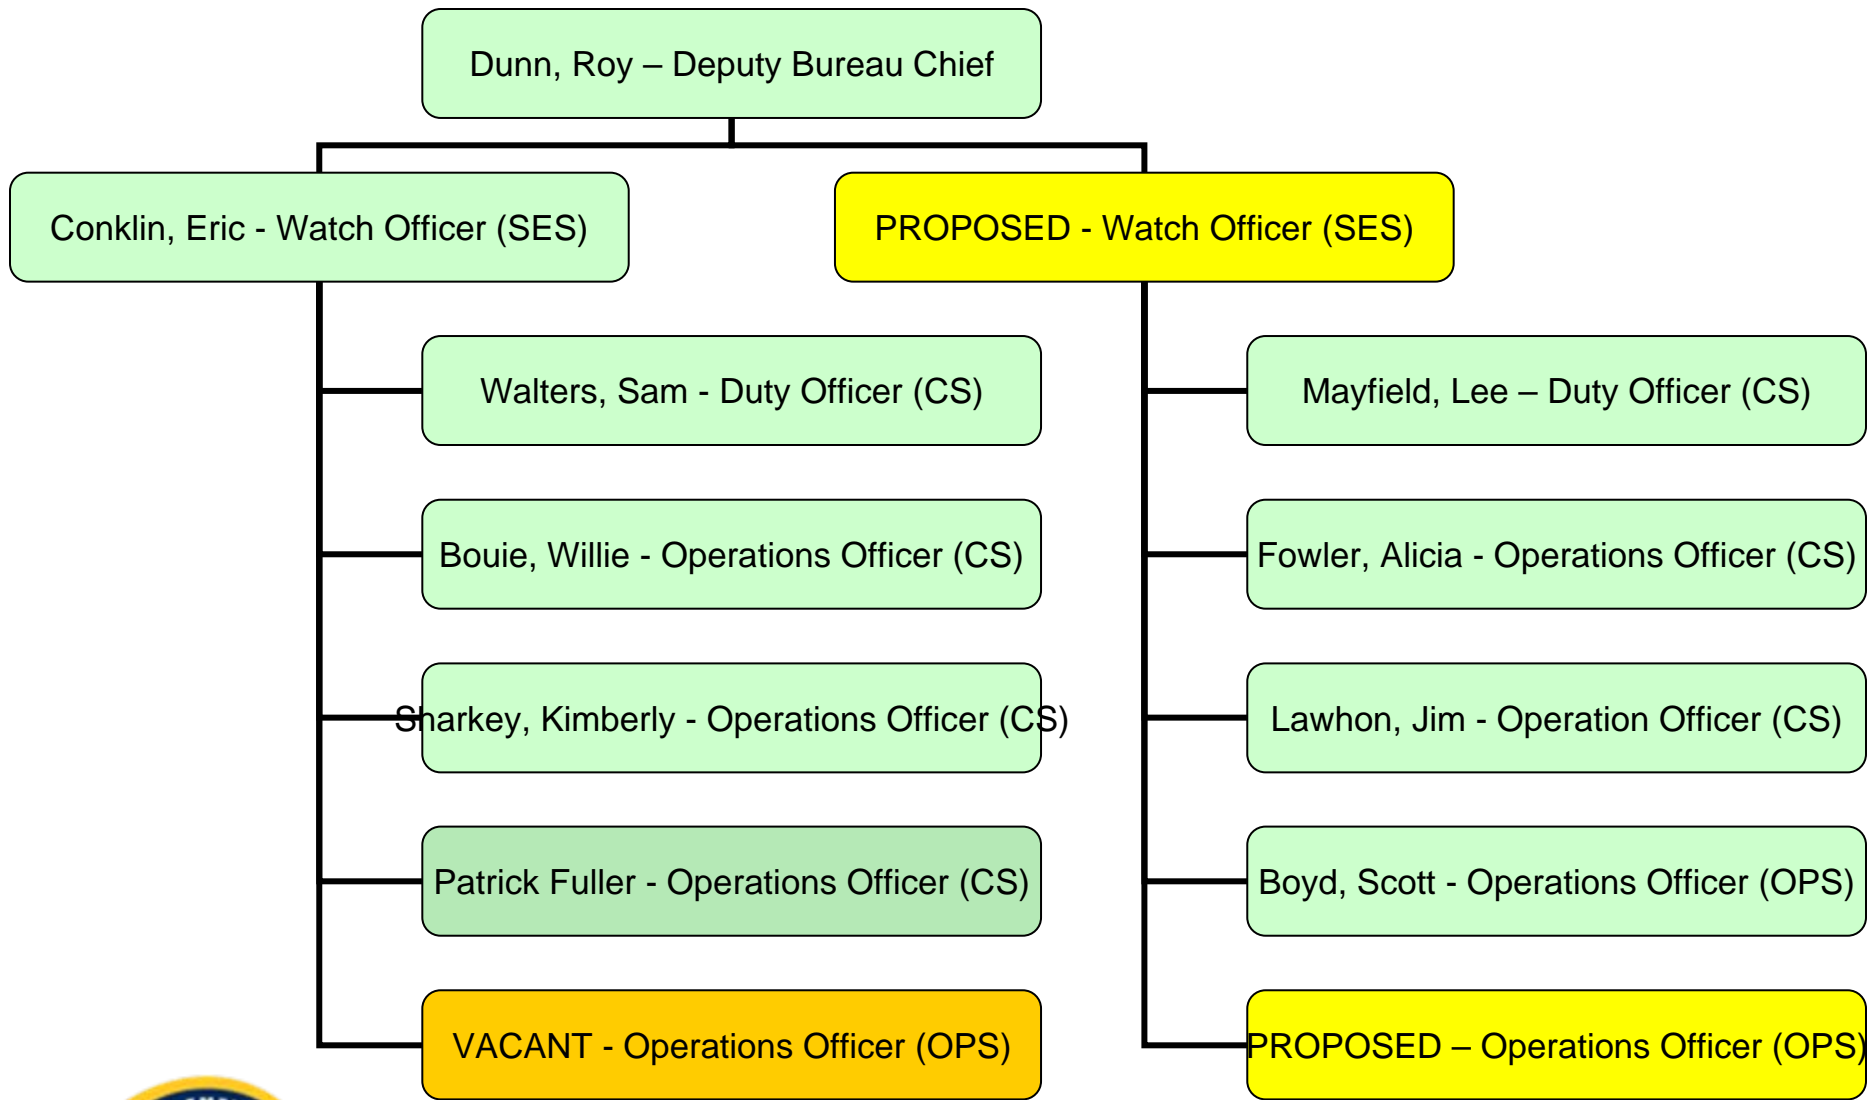 Dunn, Roy – Deputy Bureau Chief
Conklin, Eric - Watch Officer (SES)
PROPOSED - Watch Officer (SES)
Walters, Sam - Duty Officer (CS)
Mayfield, Lee – Duty Officer (CS)
Bouie, Willie - Operations Officer (CS)
Fowler, Alicia - Operations Officer (CS)
Sharkey, Kimberly - Operations Officer (CS)
Lawhon, Jim - Operation Officer (CS)
Patrick Fuller - Operations Officer (CS)
Boyd, Scott - Operations Officer (OPS)
VACANT - Operations Officer (OPS)
PROPOSED – Operations Officer (OPS)